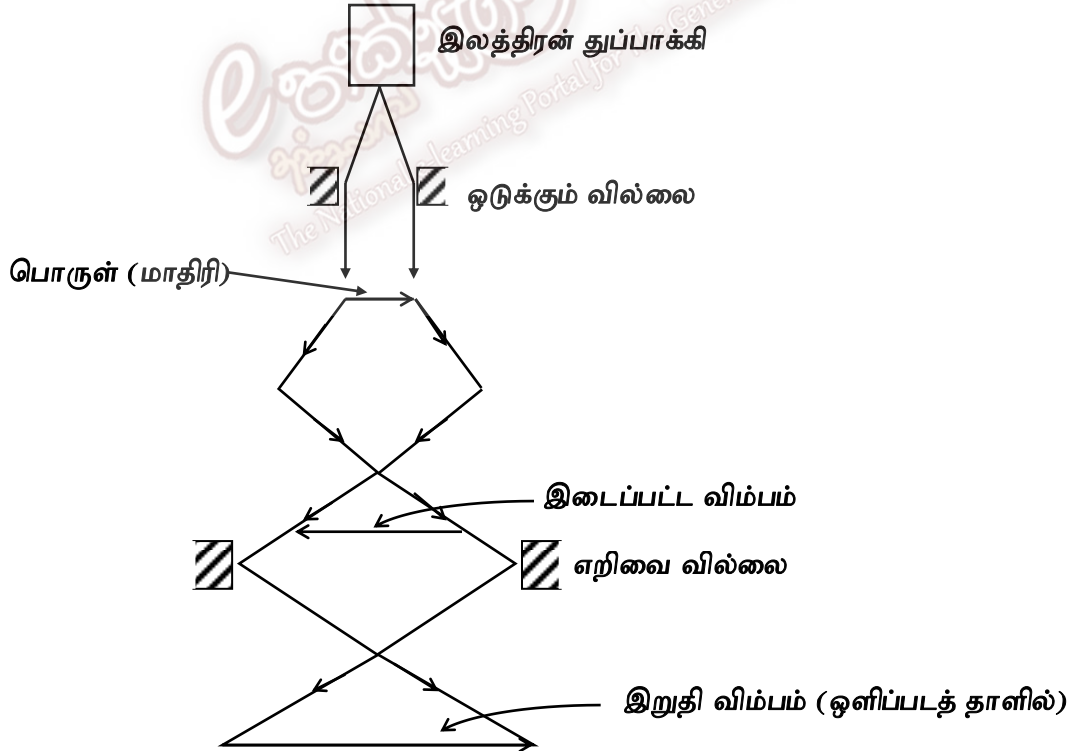 இலத்திரன் துப்பாக்கி
ஒடுக்கும் வில்லை
பொருள் (மாதிரி)
இடைப்பட்ட விம்பம்
எறிவை வில்லை
இறுதி விம்பம் (ஒளிப்படத் தாளில்)